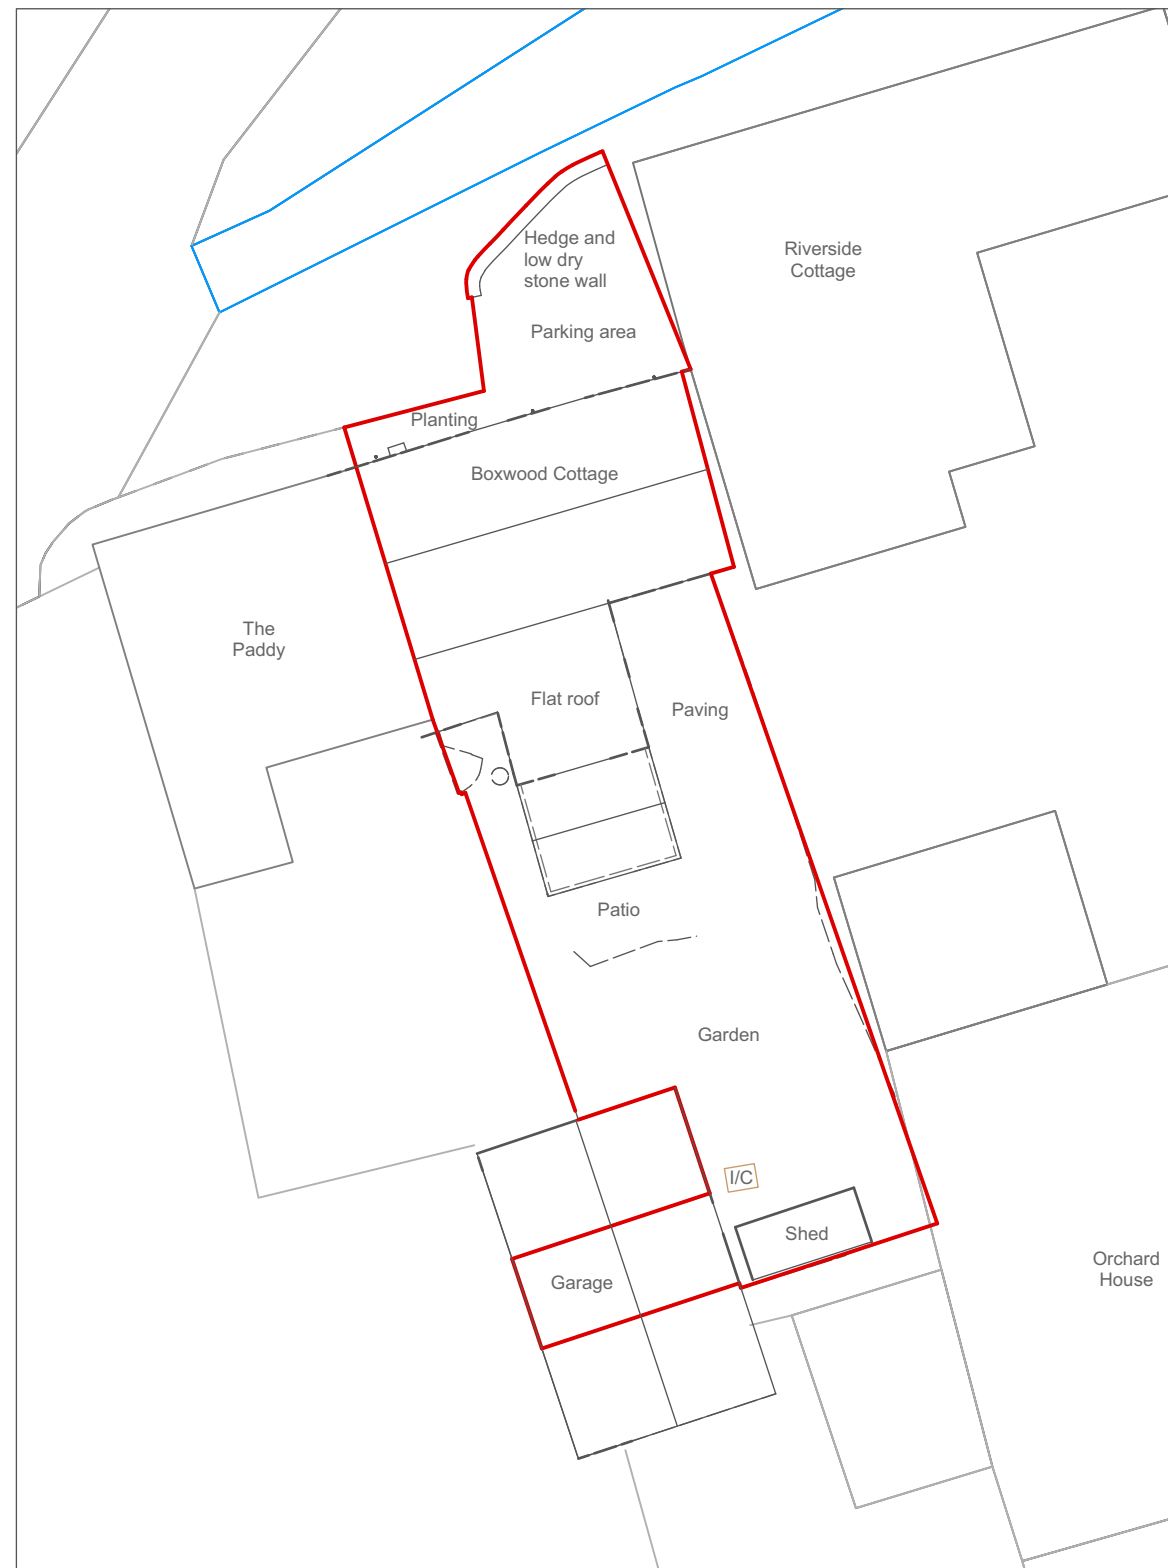 Hedge and
low dry
stone wall
Riverside
Cottage
Parking area
Planting
Boxwood Cottage
The
Paddy
Flat roof
Paving
Patio
Garden
I/C
Shed
Garage
Orchard
House